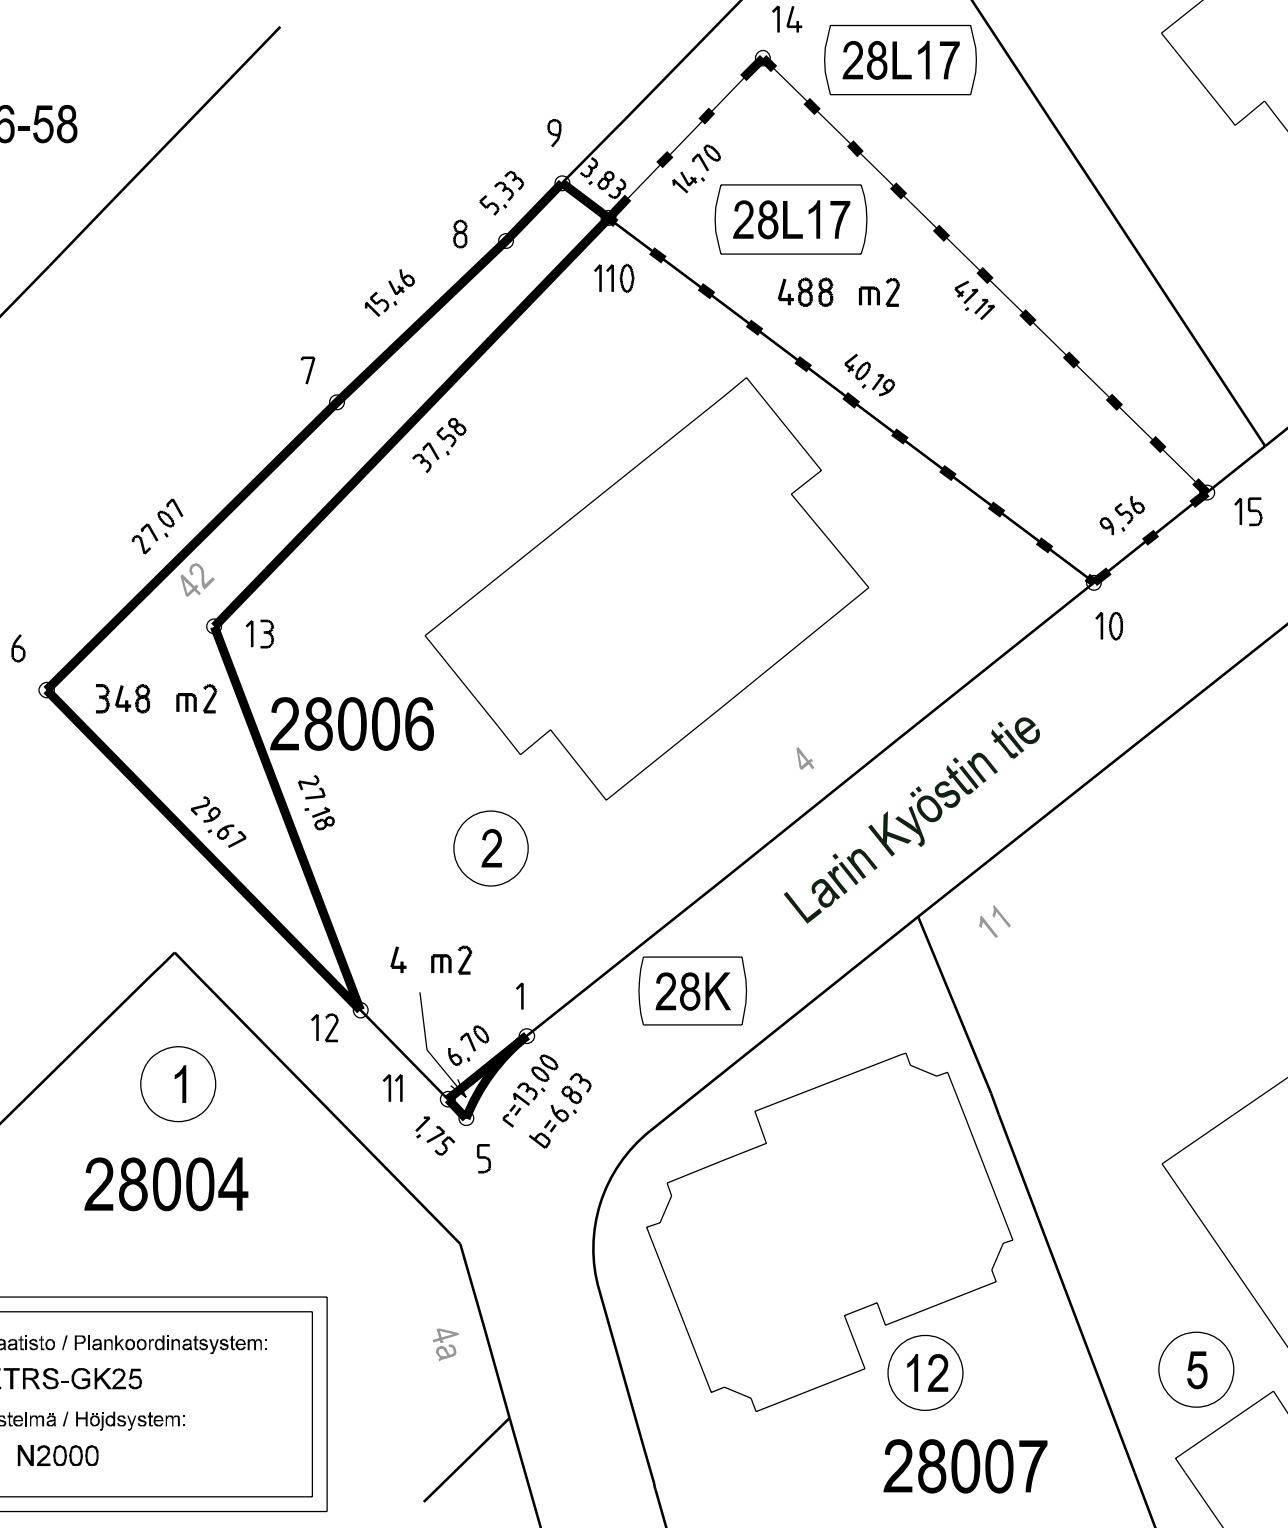 14
28L17
6-58
9
3,83
14,70
5,33
28L17
8
110
488 m2
15,46
41,11
7
40,19
37,58
27,07
9,56
15
42
10
13
6
348 m2
28006
27,18
29,67
4
Larin Kyöstin tie
2
11
4 m2
28K
1
12
6,70
r=13,00
b=6,83
11
1
1,75
5
28004
aatisto / Plankoordinatsystem:
ETRS-GK25
stelmä / Höjdsystem:
N2000
4a
12
5
28007